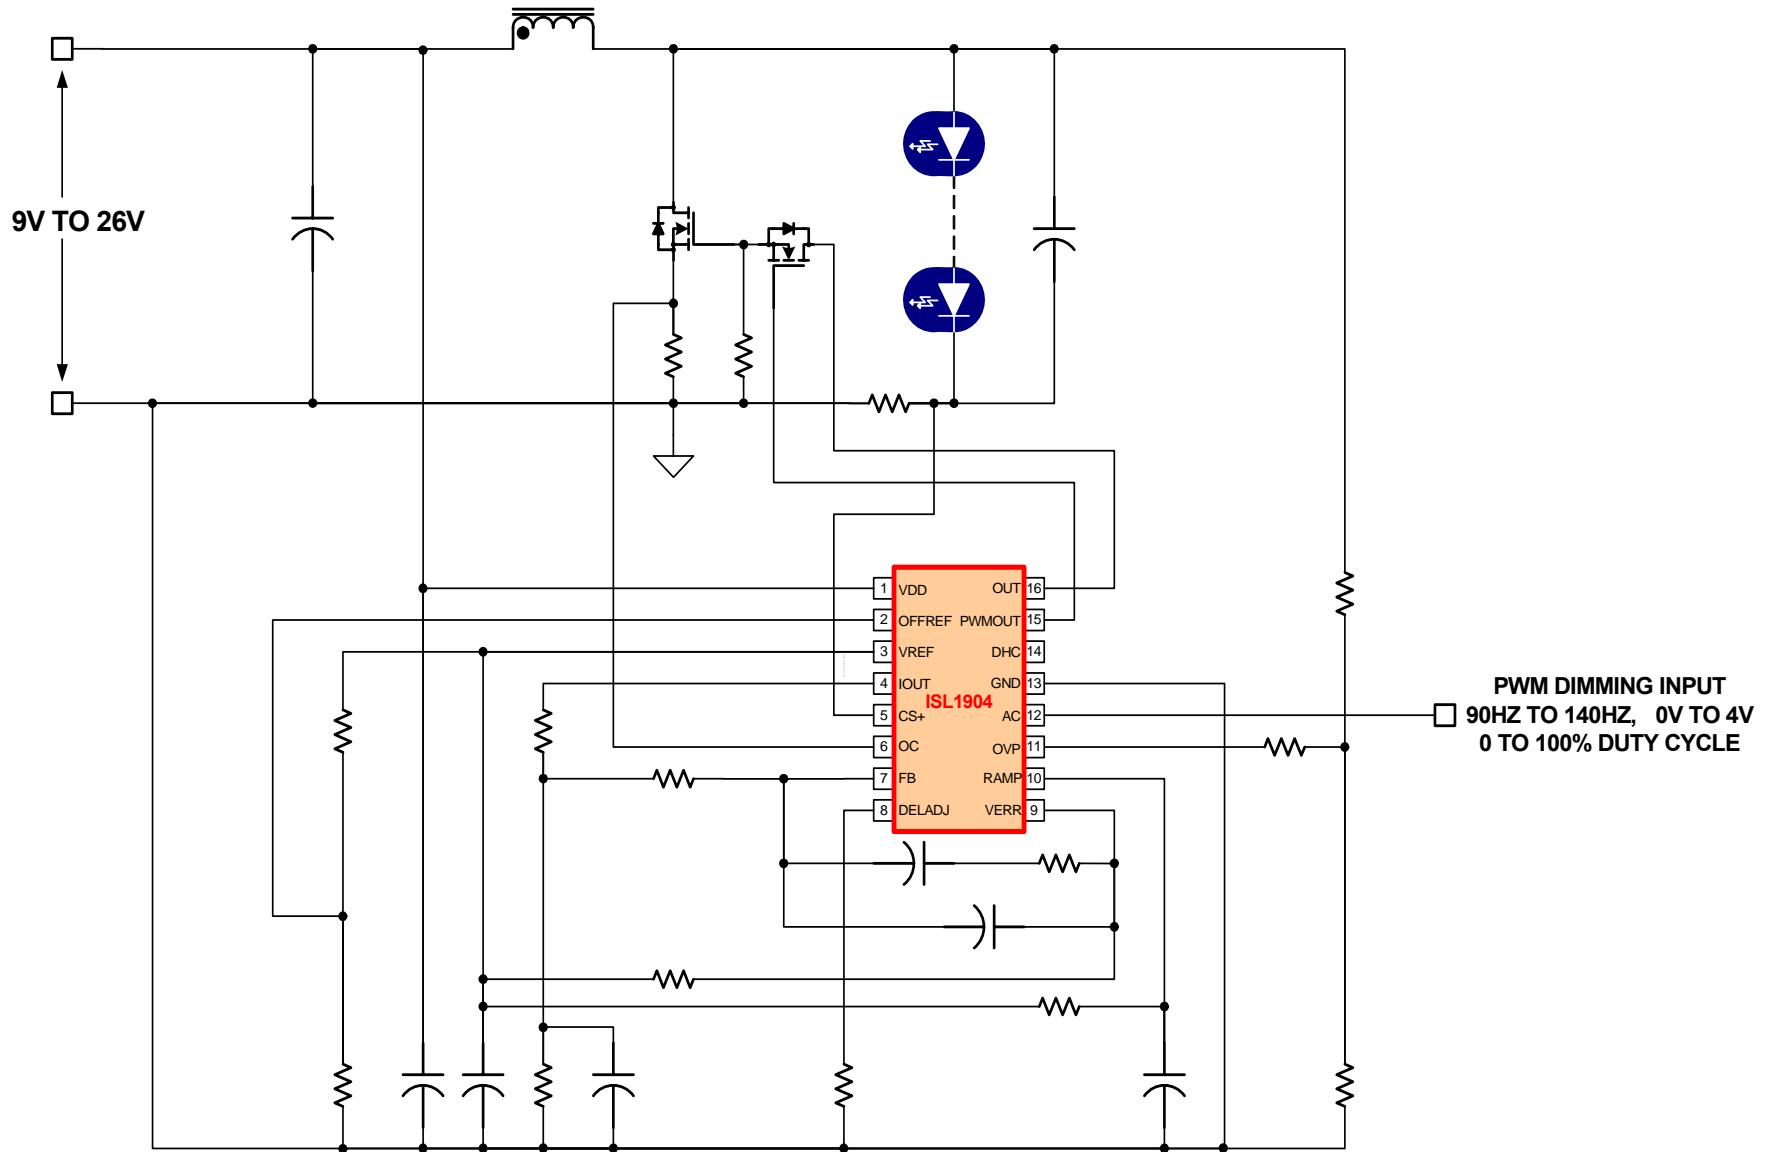 9V TO 26V
1 VDD
OUT 16
2 OFFREF
PWMOUT 15
3 VREF
DHC 14
4 IOUT
GND 13
ISL1904
5 CS+
AC 12
6 OC
OVP 11
7 FB
RAMP 10
8 DELADJ
VERR 9
PWM DIMMING INPUT
90HZ TO 140HZ, 0V TO 4V
0 TO 100% DUTY CYCLE